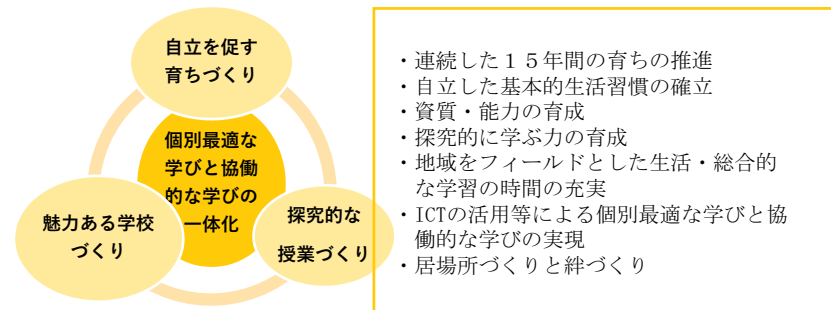 自立を促す
育ちづくり
個別最適な
学びと協働
的な学びの
一体化
魅力ある学校
づくり
探究的な
授業づくり
・連続した１５年間の育ちの推進
・自立した基本的生活習慣の確立
・資質・能力の育成
・探究的に学ぶ力の育成
・地域をフィールドとした生活・総合的
な学習の時間の充実
・ICTの活用等による個別最適な学びと協
働的な学びの実現
・居場所づくりと絆づくり